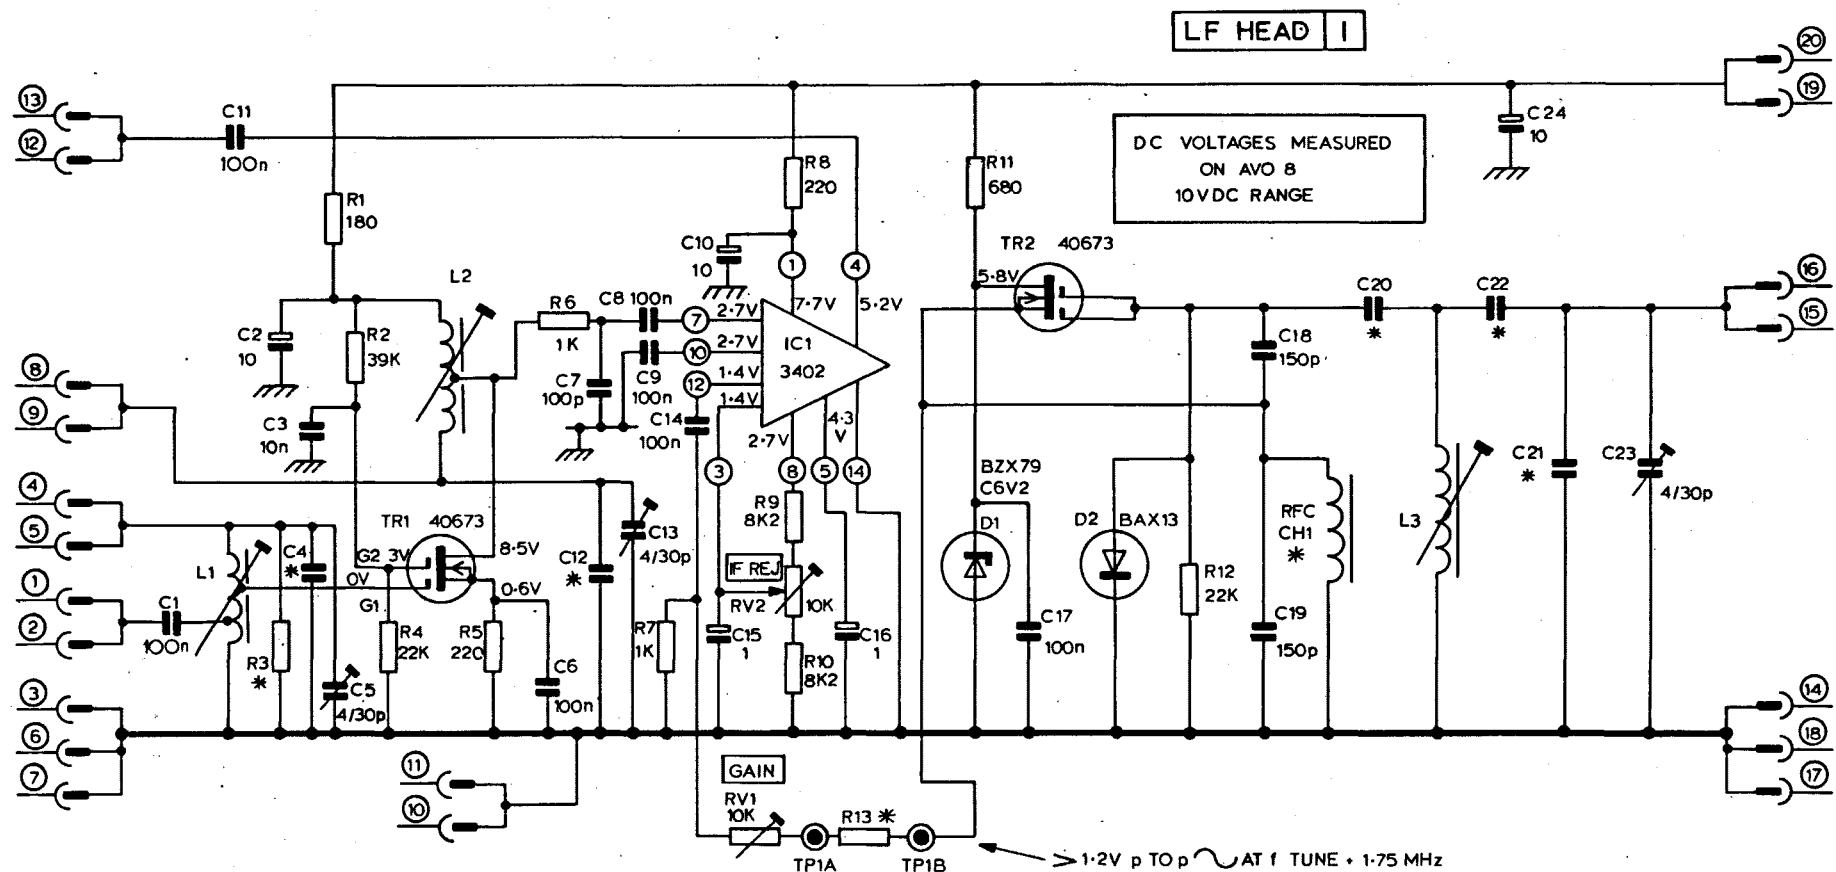 LF HEAD 1
20
19
13
12
C11
100n
C24
10
DC VOLTAGES MEASURED
ON AVO 8
10V DC RANGE
R8
220
R11
680
R1
180
TR2 40673
C10
10
1
4
5·8V
7·7V
5·2V
16
15
L2
R6
1K
C8 100n
7
2·7V
C20
*
C22
*
C2
10
R2
39K
10
2·7V
IC1
3402
C18
150p
8
9
C7
100p
C9
100n
12
1·4V
1·4V
C14
100n
2·7V
4·3
V
C3
10n
3
8
5
14
BZX79
C6V2
C21
*
C23
4/30p
4
5
TR1 40673
R9
8K2
D1
D2 BAX13
RFC
CH1
*
L3
L1
C4
*
G2 3V
8·5V
C12
*
C13
4/30p
IF REJ
RV2
10K
R12
22K
1
2
C1
100n
0V
G1
0·6V
R3
*
R4
22K
R5
220
C6
100n
R7
1K
C15
1
R10
8K2
C16
1
C17
100n
C19
150p
C5
4/30p
3
6
7
14
18
17
11
10
GAIN
RV1
10K
TP1A
R13 *
TP1B
> 1·2V p TO p ∿ AT f TUNE + 1·75 MHz